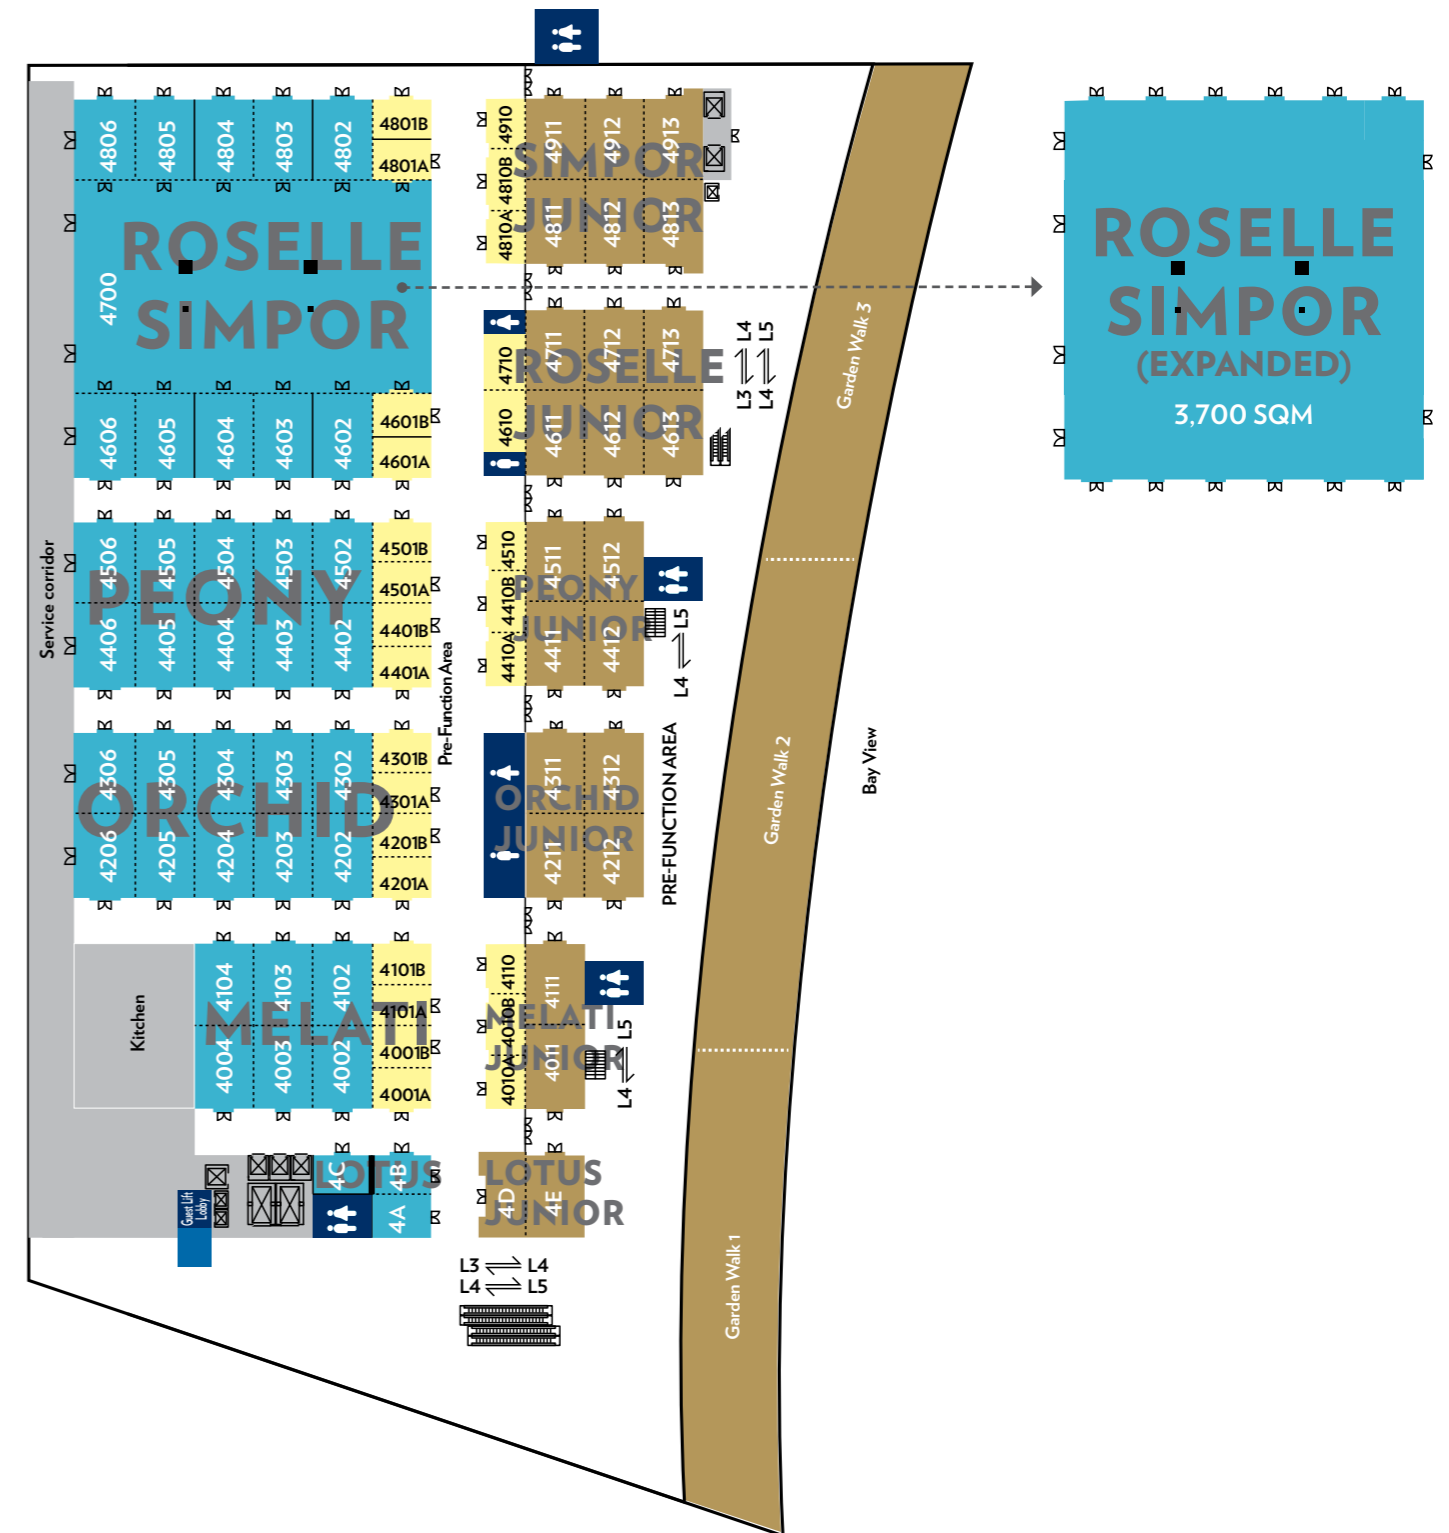 4806
4805
4804
4803
4802
4801B
4801A
4910
4810B
4810A
4911
4912
4913
SIMPOR
JUNIOR
4811
4812
4813
ROSELLE
SIMPOR
4700
ROSELLE
SIMPOR
(EXPANDED)
3,700 SQM
4710
4610
4711
4712
4713
ROSELLE
JUNIOR
4611
4612
4613
L3 L4
L4 L5
Garden Walk 3
4606
4605
4604
4603
4602
4601B
4601A
Service corridor
4506
4505
4504
4503
4502
4501B
4501A
PEONY
4406
4405
4404
4403
4402
4401B
4401A
Pre-Function Area
4510
4410B
4410A
4511
4512
PEONY
JUNIOR
4411
4412
L4 L5
4306
4305
4304
4303
4302
4301B
4301A
ORCHID
4206
4205
4204
4203
4202
4201B
4201A
4311
4312
ORCHID
JUNIOR
4211
4212
PRE-FUNCTION AREA
Garden Walk 2
Bay View
Kitchen
4104
4103
4102
4101B
4101A
MELATI
4004
4003
4002
4001B
4001A
4110
4010B
4010A
4111
NELATI
JUNIOR
4011
L4 L5
Guest Lift
Lobby
4C
4B
LOTUS
4A
LOTUS
JUNIOR
4D
4E
L3 L4
L4 L5
Garden Walk 1